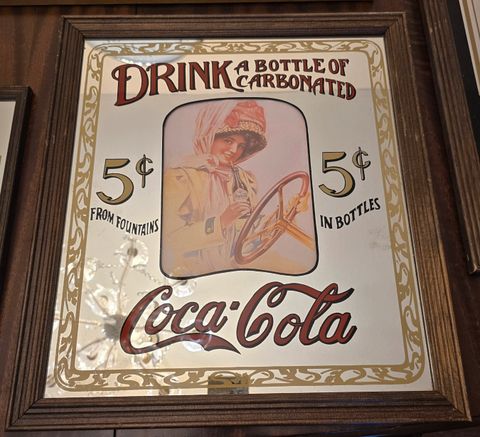 DRINK A BOTTLE OF
CARBONATED
5¢
FROM FOUNTAINS
5¢
IN BOTTLES
Coca-Cola